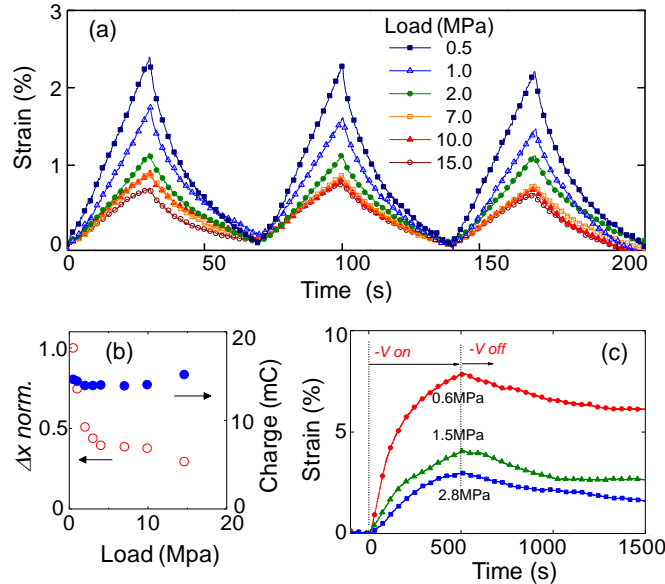 (a)
Load (MPa)
0.5
1.0
2.0
7.0
10.0
15.0
3
2
1
0
Strain (%)
0 50 100 150 200
Time (s)
(b)
1.0
0.5
0
Δx norm.
20
10
0
Charge (mC)
0 10 20
Load (Mpa)
(c)
10
5
0
Strain (%)
-V on
-V off
0.6MPa
1.5MPa
2.8MPa
0 500 1000 1500
Time (s)